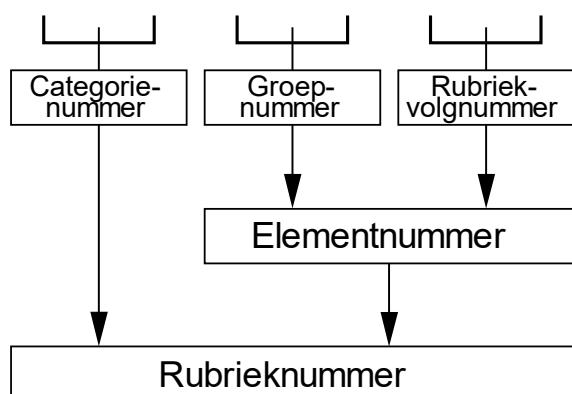 Categorie-
nummer
Groep-
nummer
Rubriek-
volgnummer
Elementnummer
Rubrieknummer